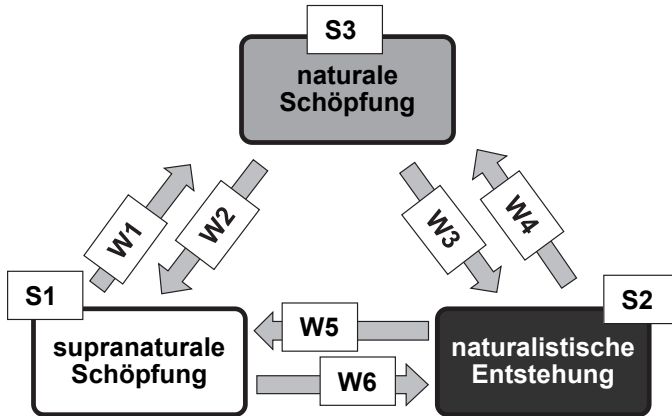 S3
naturale
Schöpfung
W1
W2
W3
W4
S1
S2
W5
supranaturale
Schöpfung
naturalistische
Entstehung
W6